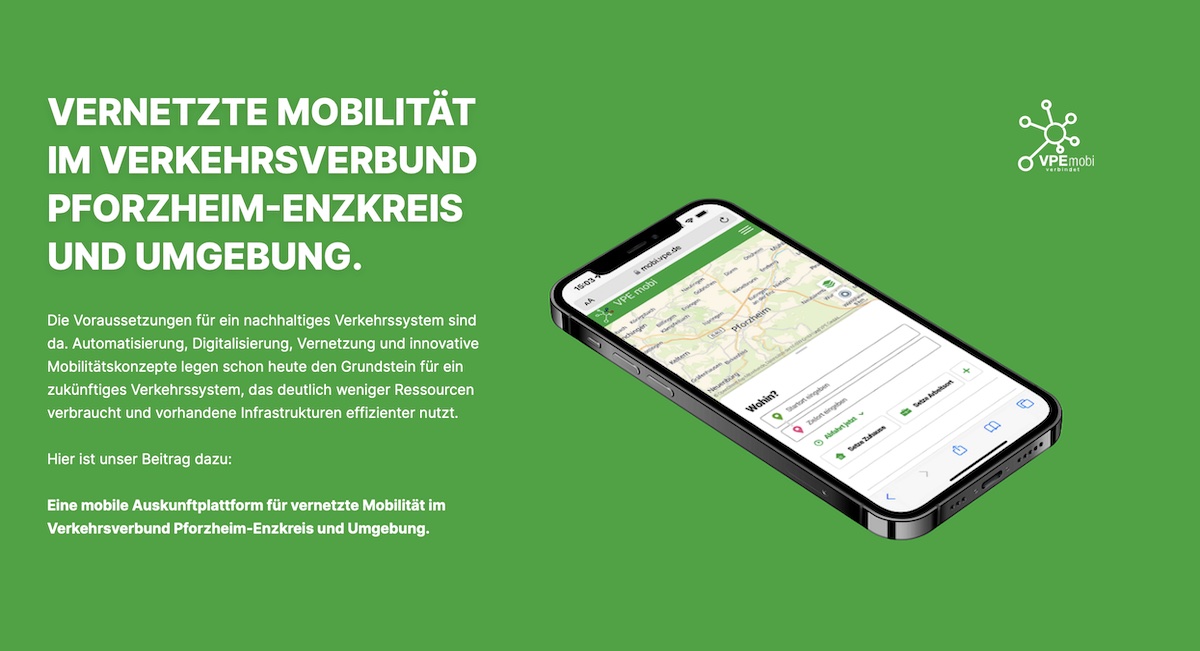 VERNETZTE MOBILITÄT
IM VERKEHRSVERBUND
PFORZHEIM-ENZKREIS
UND UMGEBUNG.
Die Voraussetzungen für ein nachhaltiges Verkehrssystem sind
da. Automatisierung, Digitalisierung, Vernetzung und innovative
Mobilitätskonzepte legen schon heute den Grundstein für ein
zukünftiges Verkehrssystem, das deutlich weniger Ressourcen
verbraucht und vorhandene Infrastrukturen effizienter nutzt.
Hier ist unser Beitrag dazu:
Eine mobile Auskunftplattform für vernetzte Mobilität im
Verkehrsverbund Pforzheim-Enzkreis und Umgebung.
VPEmobi
verbindet
15:03
AA
mobi.vpe.de
VPE mobi
Pforzheim
Keltern
Neuenburg
Wohin?
Startort eingeben
Zielort eingeben
Abfahrt jetzt
Setze Zuhause
Setze Arbeitsort